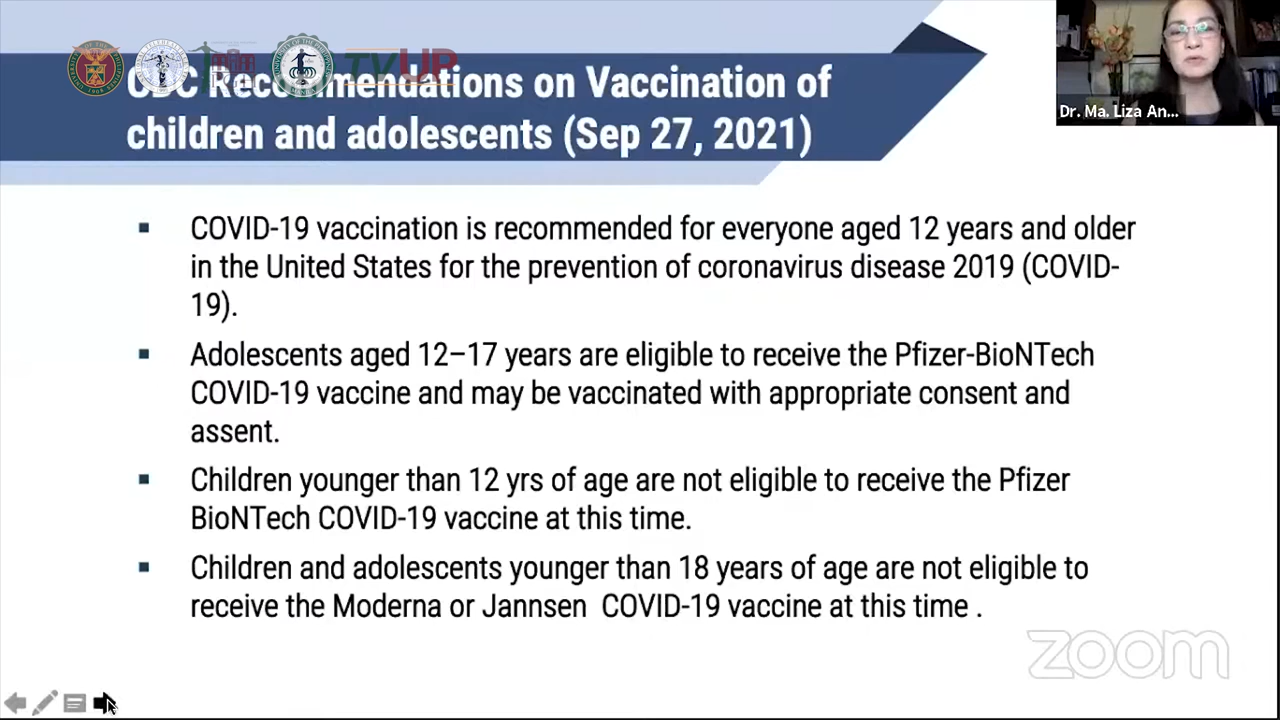 TVUP
CDC Recommendations on Vaccination of
children and adolescents (Sep 27, 2021)
Dr. Ma. Liza An...
▪ COVID-19 vaccination is recommended for everyone aged 12 years and older
in the United States for the prevention of coronavirus disease 2019 (COVID-
19).
▪ Adolescents aged 12–17 years are eligible to receive the Pfizer-BioNTech
COVID-19 vaccine and may be vaccinated with appropriate consent and
assent.
▪ Children younger than 12 yrs of age are not eligible to receive the Pfizer
BioNTech COVID-19 vaccine at this time.
▪ Children and adolescents younger than 18 years of age are not eligible to
receive the Moderna or Jannsen  COVID-19 vaccine at this time .
zoom